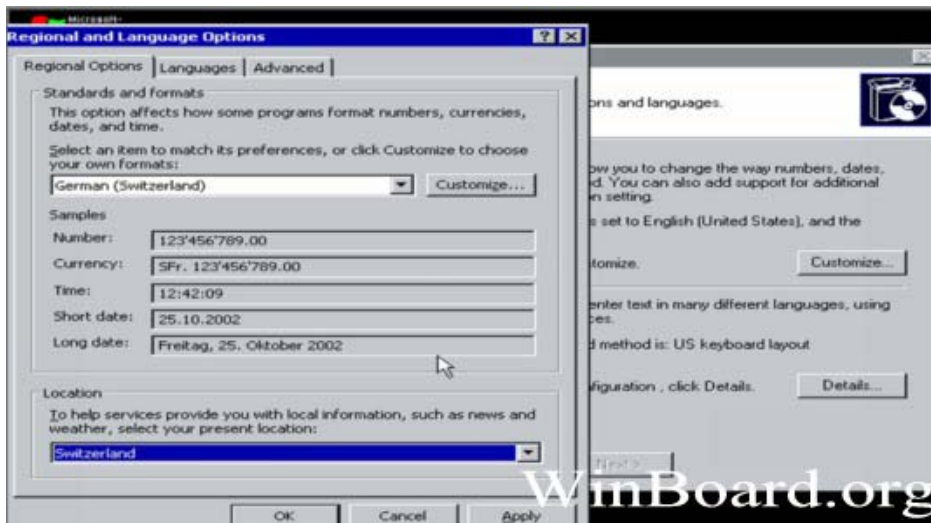 Microsoft
Regional and Language Options
Regional Options Languages Advanced
Standards and formats
This option affects how some programs format numbers, currencies,
dates, and time.
Select an item to match its preferences, or click Customize to choose
your own formats:
German (Switzerland) Customize...
Samples
Number: 123'456'789.00
Currency: SFr. 123'456'789.00
Time: 12:42:09
Short date: 25.10.2002
Long date: Freitag, 25. Oktober 2002
Location
To help services provide you with local information, such as news and
weather, select your present location:
Switzerland
OK Cancel Apply
ons and languages.
ow you to change the way numbers, dates,
d. You can also add support for additional
n setting.
s set to English (United States), and the
tomize. Customize...
enter text in many different languages, using
ces.
d method is: US keyboard layout
figuration , click Details. Details...
Next >
WinBoard.org